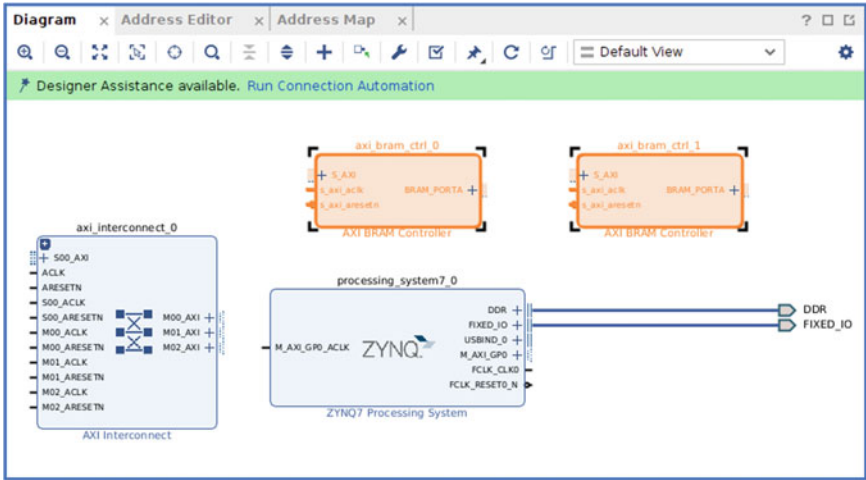 Diagram × Address Editor × Address Map × ?
Default View
Designer Assistance available. Run Connection Automation
axi_bram_ctrl_0
S_AXI
s_axi_aclk BRAM_PORTA
s_axi_aresetn
AXI BRAM Controller
axi_bram_ctrl_1
S_AXI
s_axi_aclk BRAM_PORTA
s_axi_aresetn
AXI BRAM Controller
axi_interconnect_0
S00_AXI
ACLK
ARESETN
S00_ACLK
S00_ARESETN M00_AXI
M00_ACLK M01_AXI
M00_ARESETN M02_AXI
M01_ACLK
M01_ARESETN
M02_ACLK
M02_ARESETN
AXI Interconnect
processing_system7_0
DDR
FIXED_IO
USBIND_0
M_AXI_GP0_ACLK ZYNQ M_AXI_GP0
FCLK_CLK0
FCLK_RESET0_N
ZYNQ7 Processing System
DDR
FIXED_IO